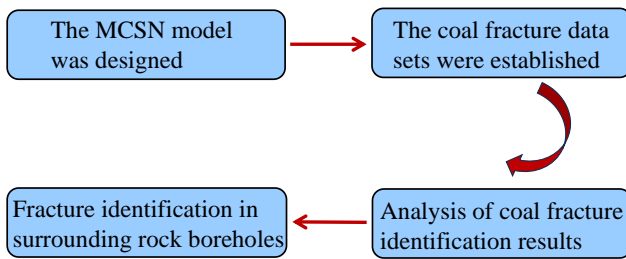 The MCSN model
was designed
The coal fracture data
sets were established
Analysis of coal fracture
identification results
Fracture identification in
surrounding rock boreholes